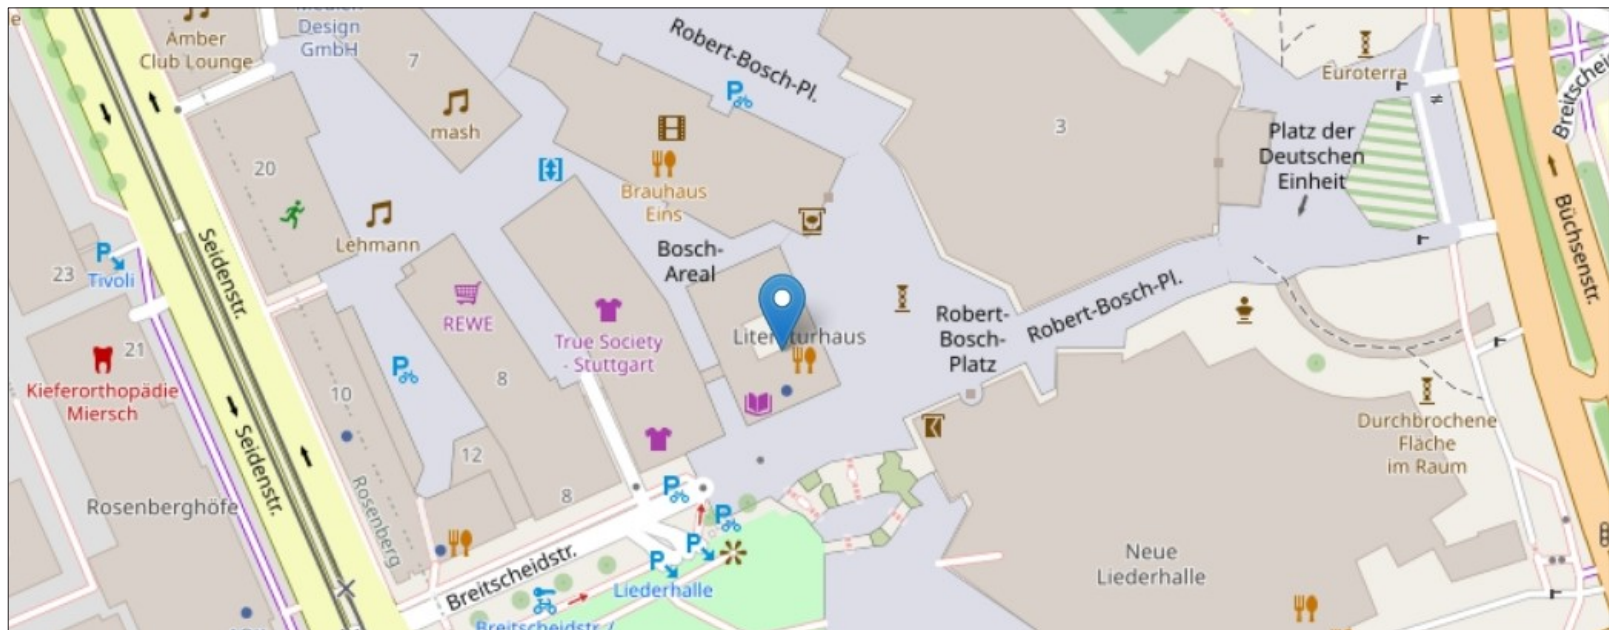 e
Amber
Club Lounge
Medien
Design
GmbH
7
mash
Robert-Bosch-Pl.
Euroterra
Breitschei
20
3
Platz der
Deutschen
Einheit
Brauhaus
Eins
Lehmann
Seidenstr.
Bosch-
Areal
23
Tivoli
REWE
True Society
- Stuttgart
Robert-
Bosch-
Platz
Robert-Bosch-Pl.
Büchsenstr.
21
Kieferorthopädie
Miersch
10
8
Durchbrochene
Fläche
im Raum
12
Seidenstr.
Rosenberg
8
Rosenberghöfe
Breitscheidstr.
Liederhalle
Neue
Liederhalle
Breitscheidstr. /